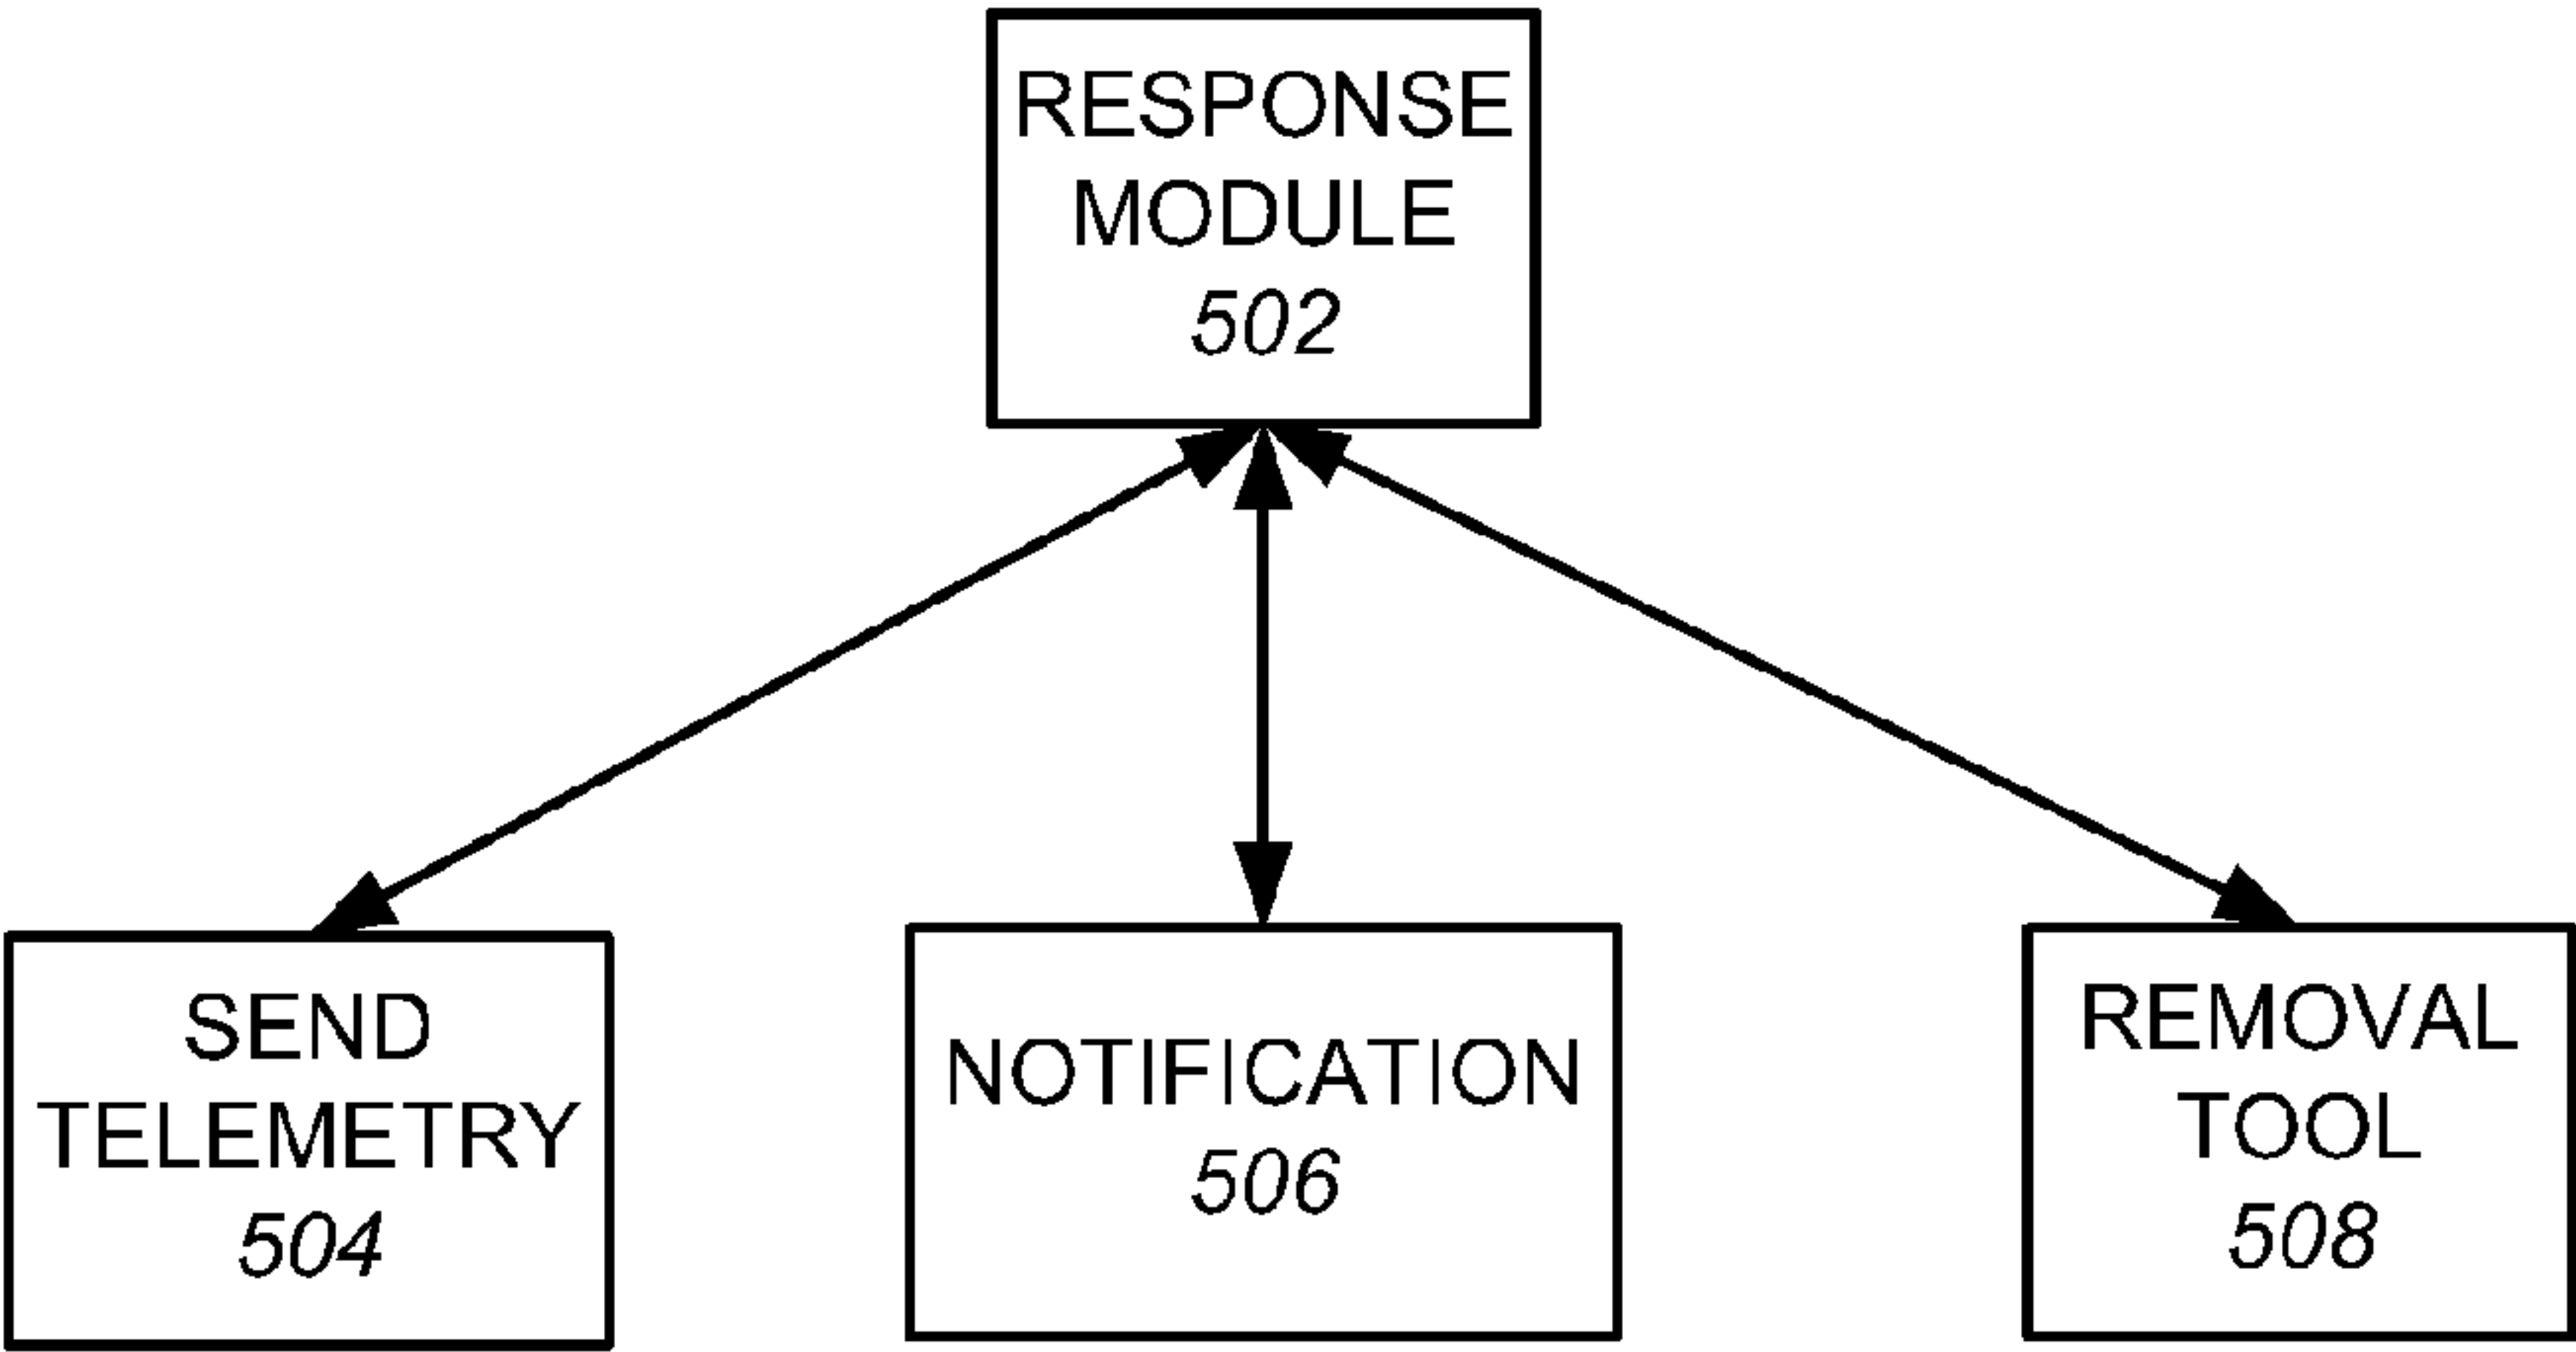 RESPONSE
MODULE
502
SEND
TELEMETRY
504
NOTIFICATION
506
REMOVAL
TOOL
508